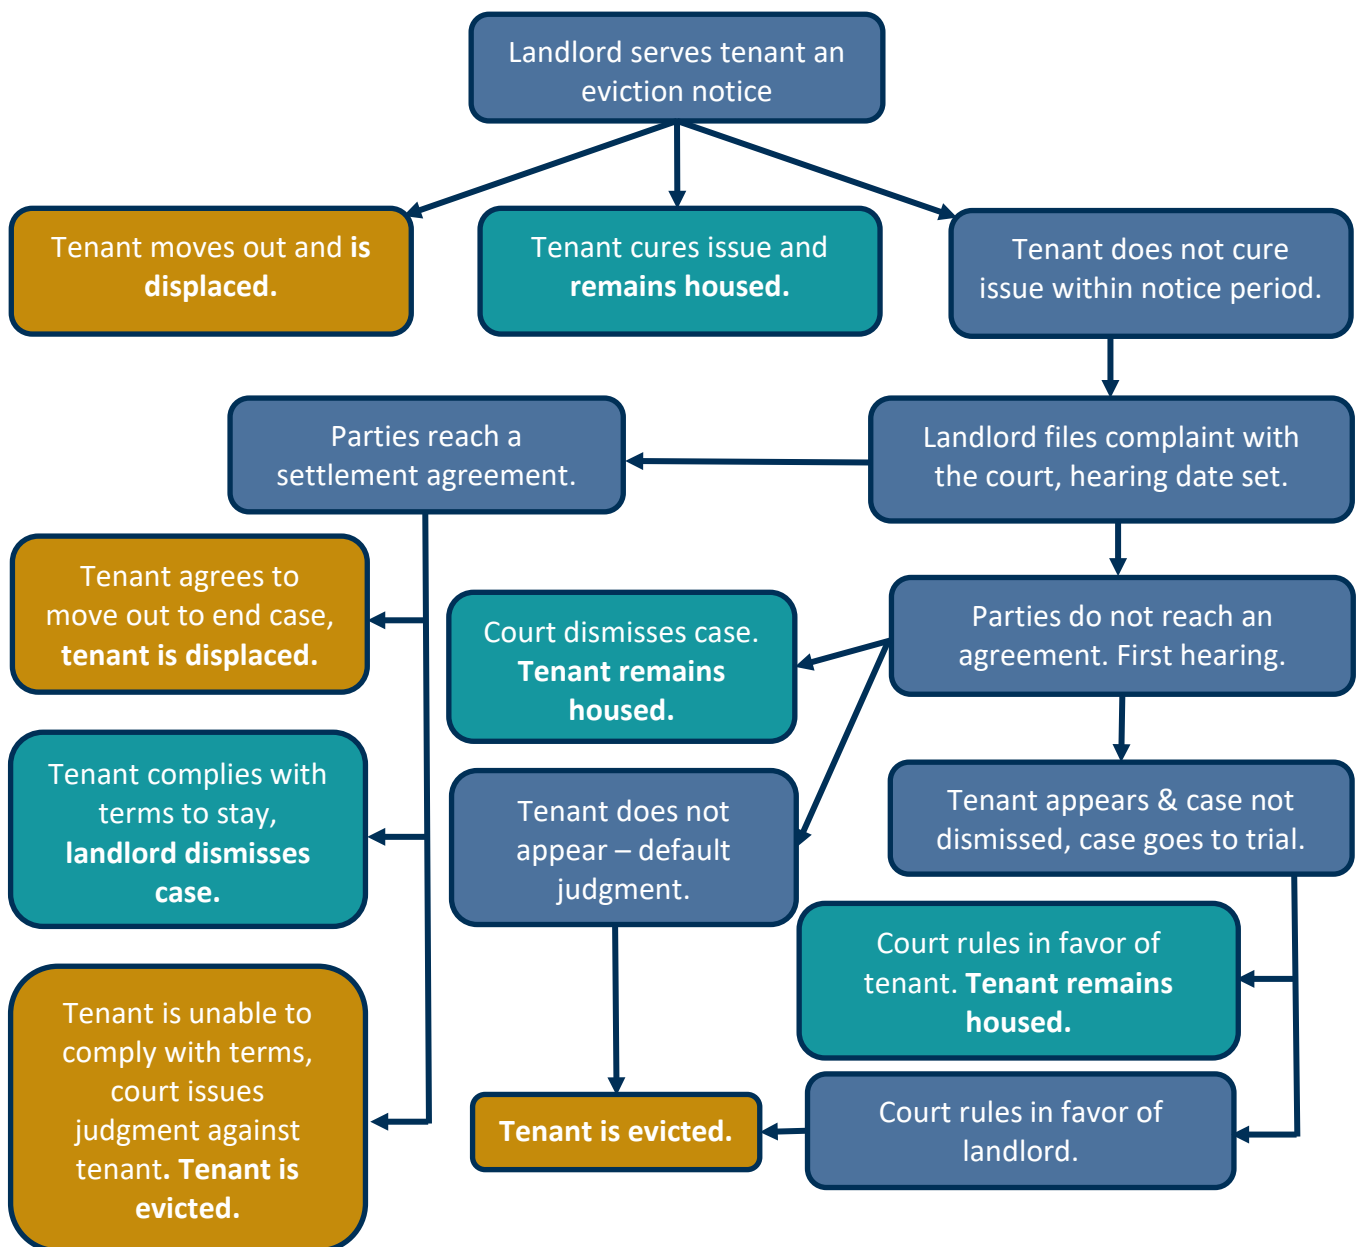 Landlord serves tenant an
eviction notice
Tenant moves out and is
displaced.
Tenant cures issue and
remains housed.
Tenant does not cure
issue within notice period.
Parties reach a
settlement agreement.
Landlord files complaint with
the court, hearing date set.
Tenant agrees to
move out to end case,
tenant is displaced.
Court dismisses case.
Tenant remains
housed.
Parties do not reach an
agreement. First hearing.
Tenant complies with
terms to stay,
landlord dismisses
case.
Tenant does not
appear – default
judgment.
Tenant appears & case not
dismissed, case goes to trial.
Court rules in favor of
tenant. Tenant remains
housed.
Tenant is unable to
comply with terms,
court issues
judgment against
tenant. Tenant is
evicted.
Tenant is evicted.
Court rules in favor of
landlord.